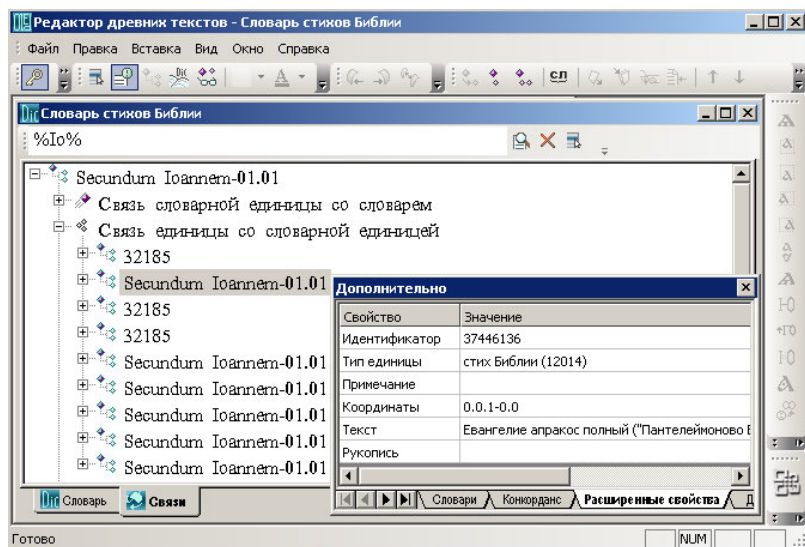 Редактор древних текстов - Словарь стихов Библии
Файл Правка Вставка Вид Окно Справка
сл
Словарь стихов Библии
%Io%
Secundum Ioannem-01.01
Связь словарной единицы со словарем
Связь единицы со словарной единицей
32185
Secundum Ioannem-01.01
32185
32185
Secundum Ioannem-01.01
Secundum Ioannem-01.01
Secundum Ioannem-01.01
Secundum Ioannem-01.01
Secundum Ioannem-01.01
Дополнительно
Свойство Значение
Идентификатор 37446136
Тип единицы стих Библии (12014)
Примечание
Координаты 0.0.1-0.0
Текст Евангелие апракос полный ("Пантелеймоново Е
Рукопись
Словари Конкорданс Расширенные свойства Д
Словарь Связи
Готово NUM